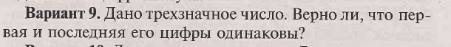 Вариант 9. Дано трехзначное число. Верно ли, что пер-
вая и последняя его цифры одинаковы?